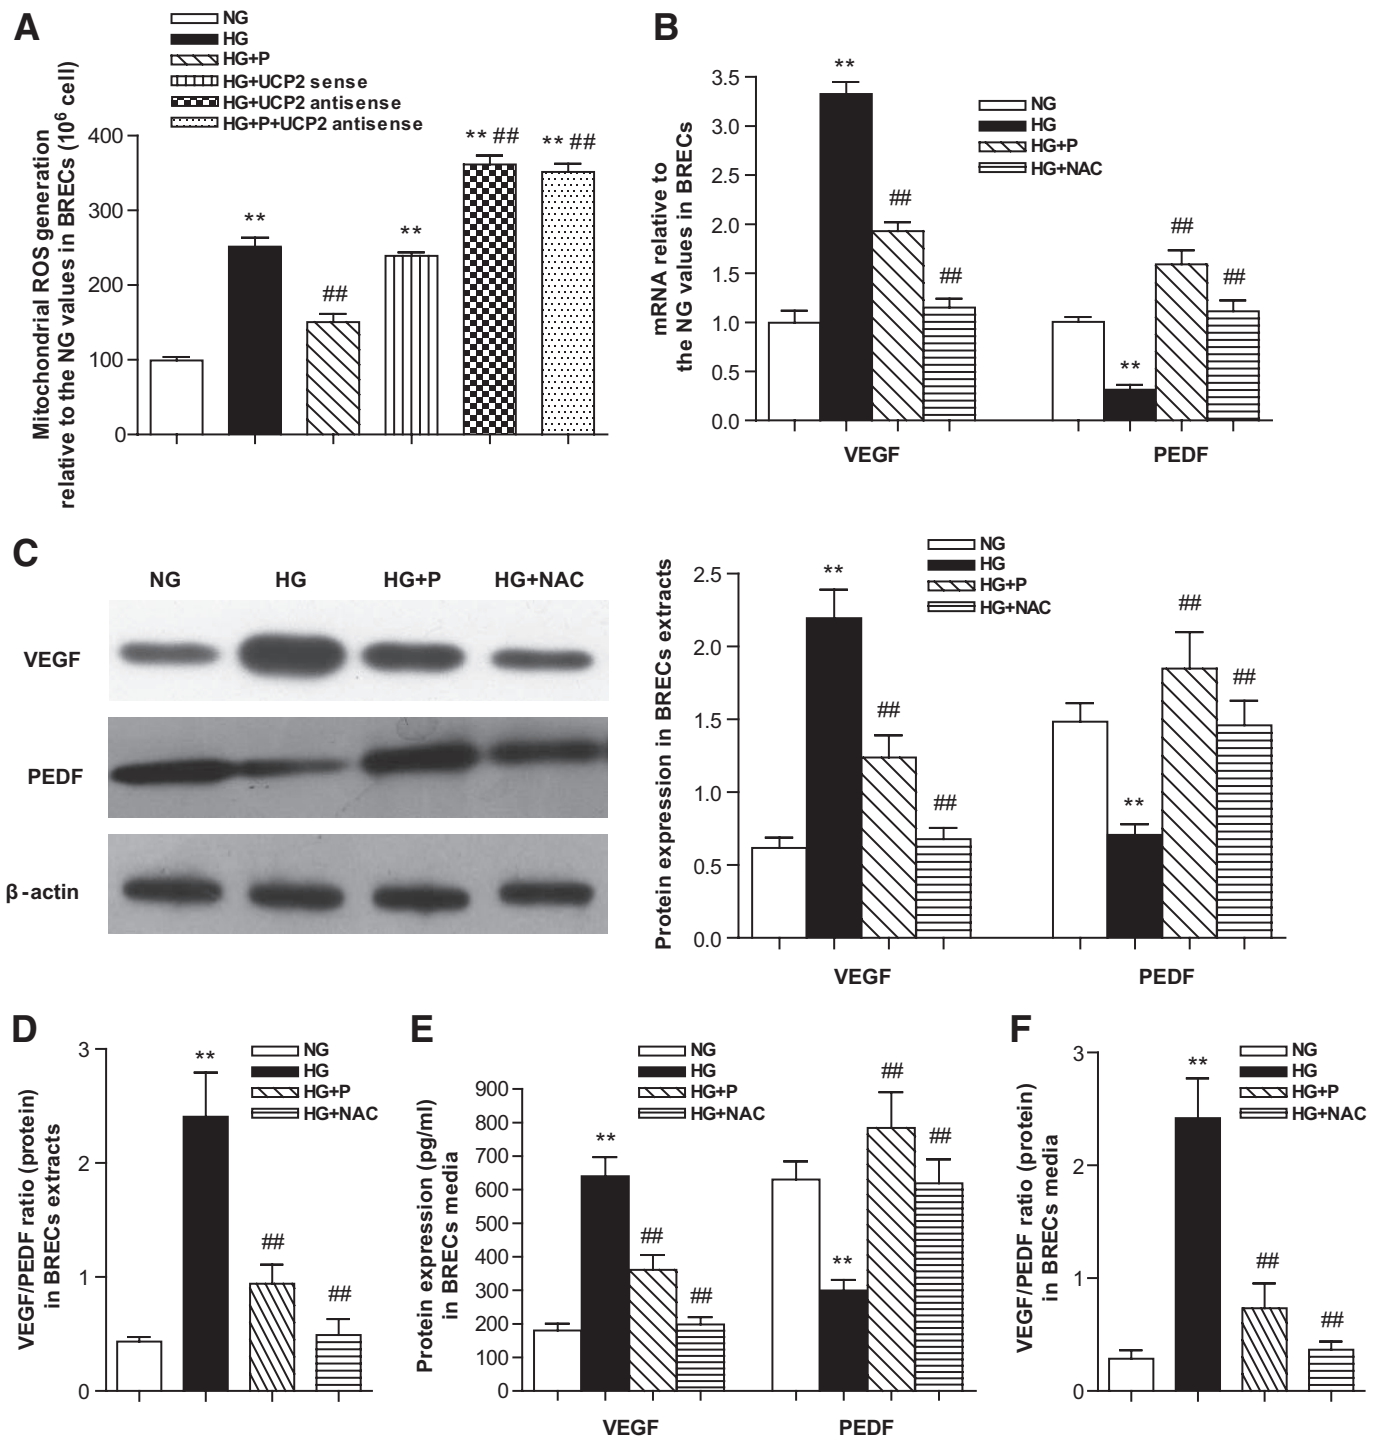 A
NG
HG
HG+P
HG+UCP2 sense
HG+UCP2 antisense
HG+P+UCP2 antisense
Mitochondrial ROS generation
relative to the NG values in BRECs (10⁶ cell)
400
300
200
100
0
**
##
**
** ##
** ##
B
NG
HG
HG+P
HG+NAC
mRNA relative to
the NG values in BRECs
3.5
3.0
2.5
2.0
1.5
1.0
0.5
0.0
**
##
##
**
##
##
VEGF
PEDF
C
NG HG HG+P HG+NAC
VEGF
PEDF
β-actin
NG
HG
HG+P
HG+NAC
Protein expression in BRECs extracts
2.5
2.0
1.5
1.0
0.5
0.0
**
##
##
**
##
##
VEGF
PEDF
D
NG
HG
HG+P
HG+NAC
VEGF/PEDF ratio (protein)
in BRECs extracts
3
2
1
0
**
##
##
E
NG
HG
HG+P
HG+NAC
Protein expression (pg/ml)
in BRECs media
900
800
700
600
500
400
300
200
100
0
**
##
##
**
##
##
VEGF
PEDF
F
NG
HG
HG+P
HG+NAC
VEGF/PEDF ratio (protein)
in BRECs media
3
2
1
0
**
##
##